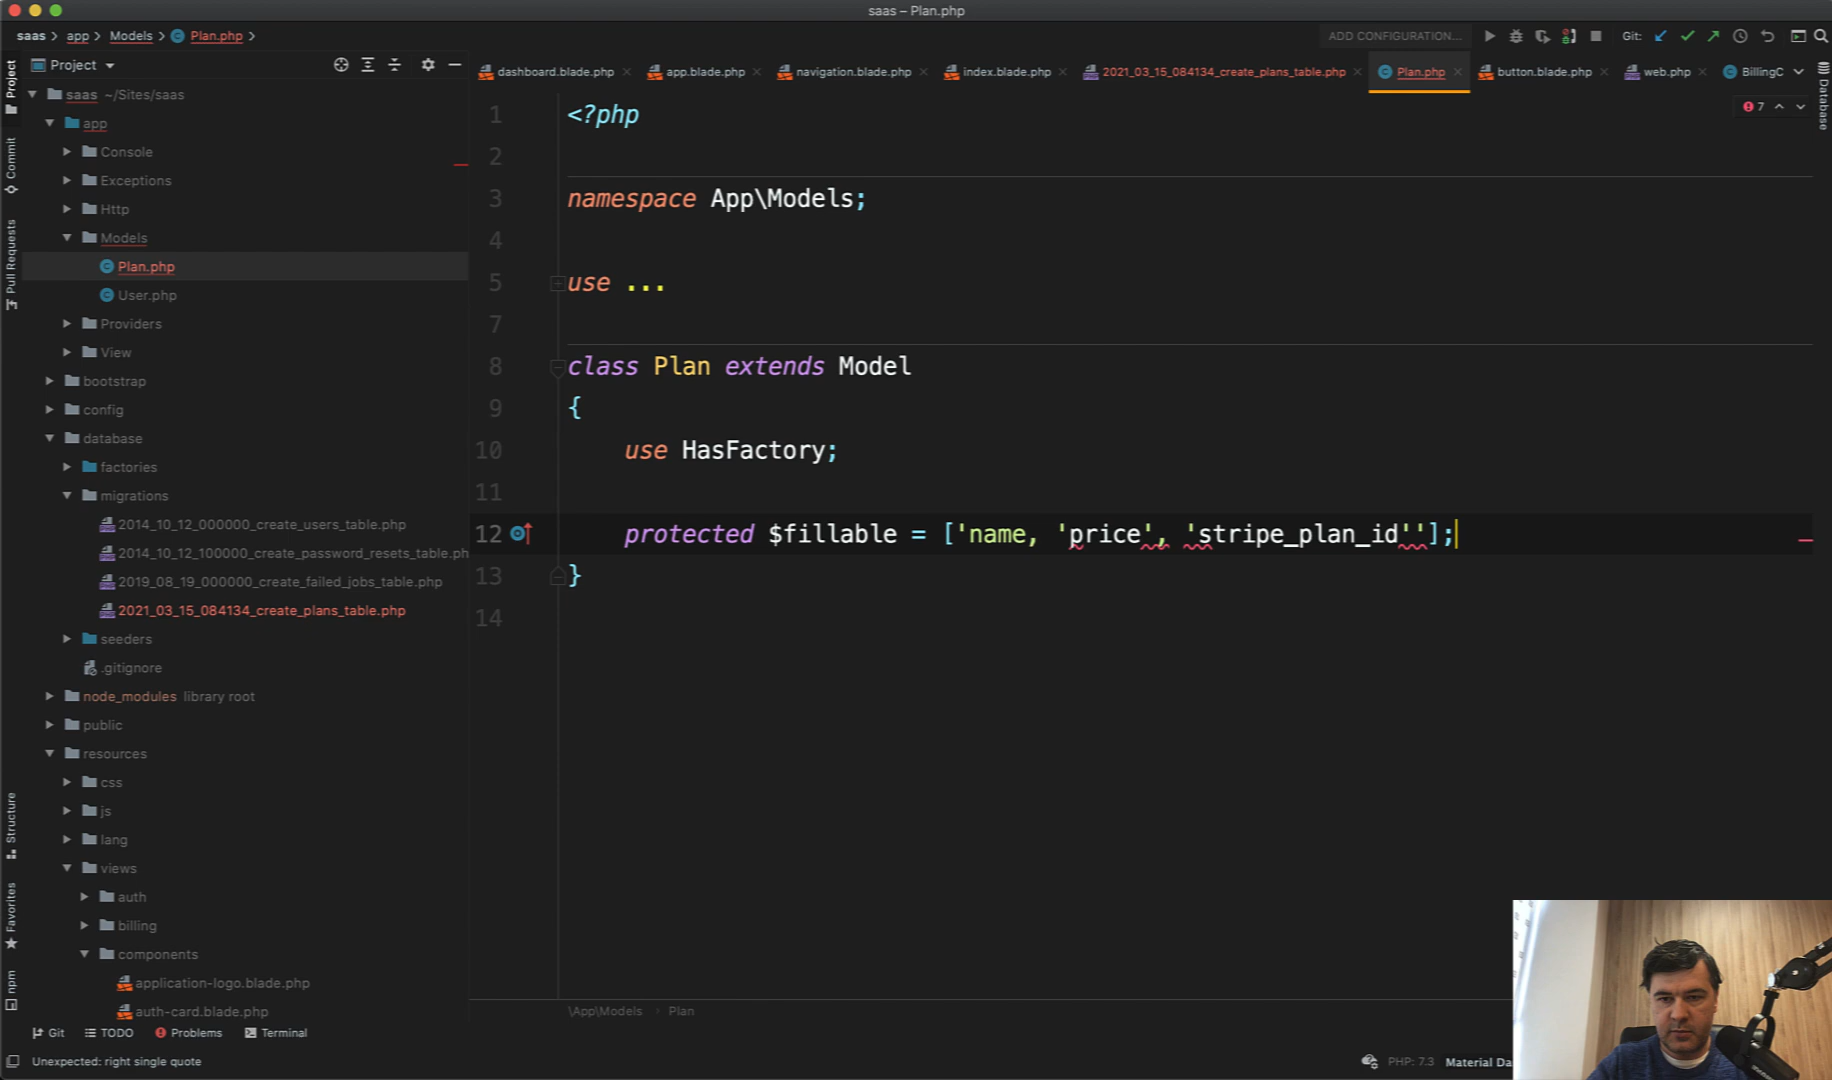 saas – Plan.php
saas > app > Models > Plan.php >
ADD CONFIGURATION...
Git:
Project
dashboard.blade.php
app.blade.php
navigation.blade.php
index.blade.php
2021_03_15_084134_create_plans_table.php
Plan.php
button.blade.php
web.php
BillingC
Project
Commit
Pull Requests
Structure
Favorites
npm
Database
saas ~/Sites/saas
app
Console
Exceptions
Http
Models
Plan.php
User.php
Providers
View
bootstrap
config
database
factories
migrations
2014_10_12_000000_create_users_table.php
2014_10_12_100000_create_password_resets_table.ph
2019_08_19_000000_create_failed_jobs_table.php
2021_03_15_084134_create_plans_table.php
seeders
.gitignore
node_modules library root
public
resources
css
js
lang
views
auth
billing
components
application-logo.blade.php
auth-card.blade.php
7
1 <?php
2
3 namespace App\Models;
4
5 use ...
7
8 class Plan extends Model
9 {
10 use HasFactory;
11
12 protected $fillable = ['name, 'price', 'stripe_plan_id''];
13 }
14
\App\Models > Plan
Git
TODO
Problems
Terminal
Unexpected: right single quote
PHP: 7.3
Material Da